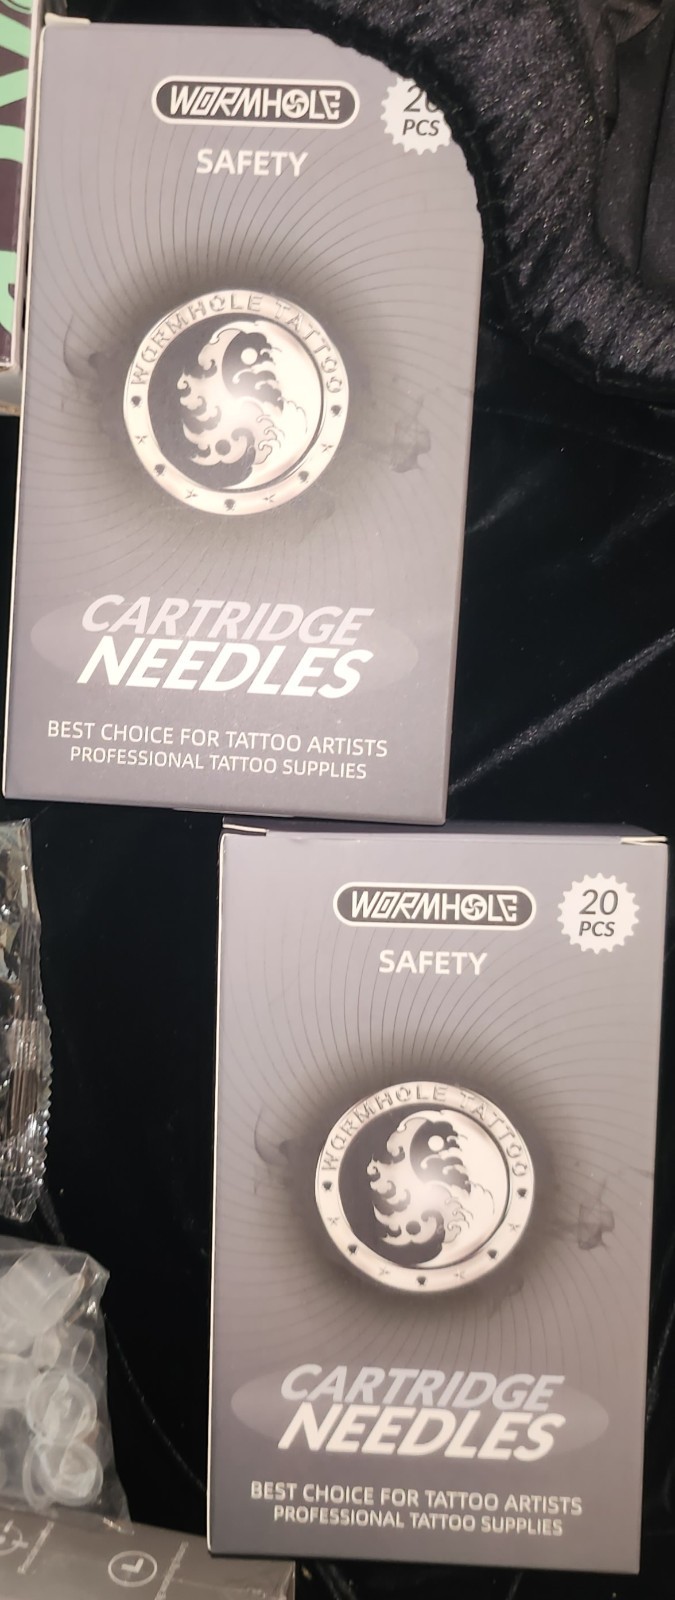 WORMHOLE
20
PCS
SAFETY
WORMHOLE TATTOO
CARTRIDGE
NEEDLES
BEST CHOICE FOR TATTOO ARTISTS
PROFESSIONAL TATTOO SUPPLIES
WORMHOLE
20
PCS
SAFETY
WORMHOLE TATTOO
CARTRIDGE
NEEDLES
BEST CHOICE FOR TATTOO ARTISTS
PROFESSIONAL TATTOO SUPPLIES